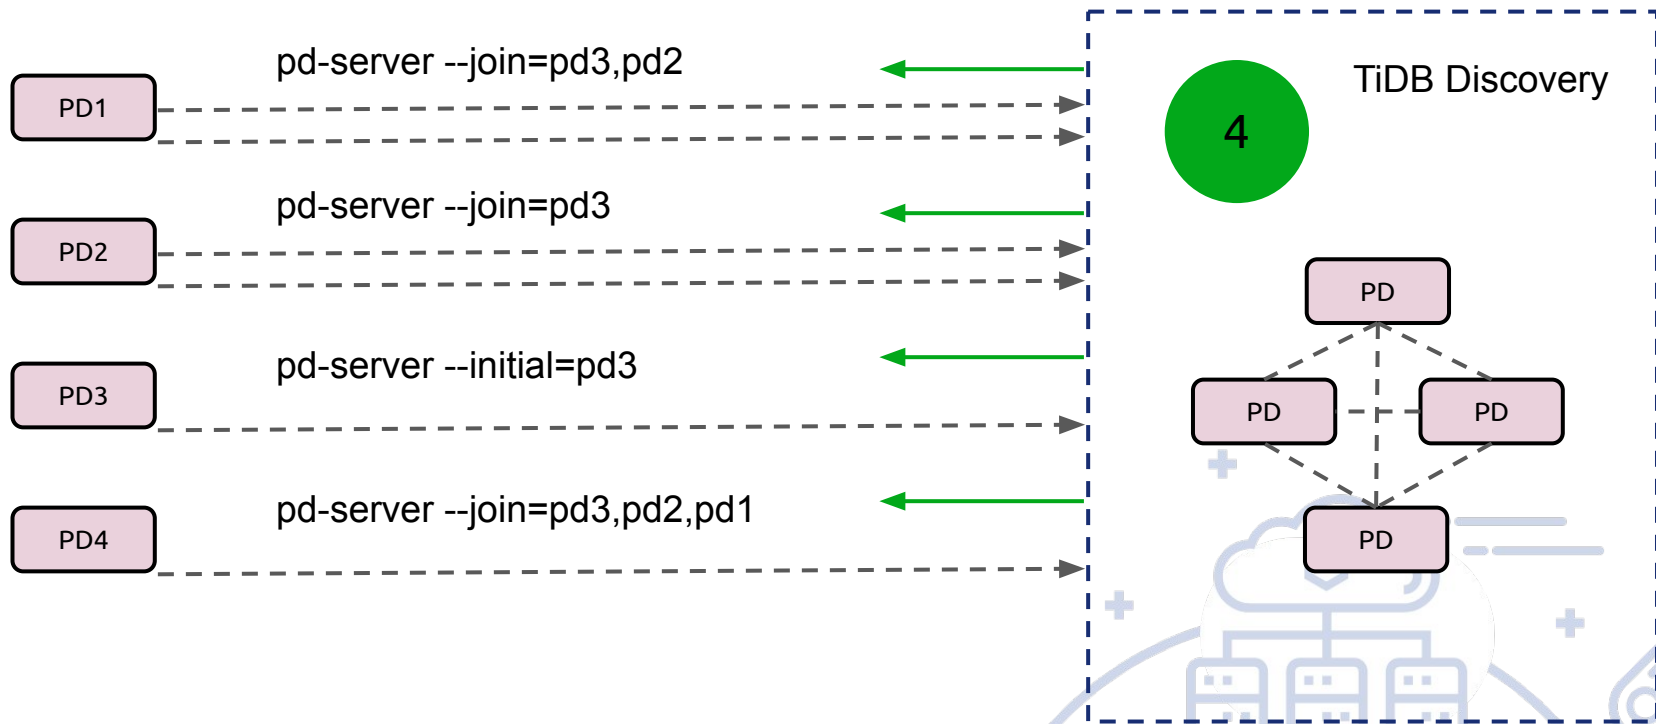 pd-server --join=pd3,pd2
TiDB Discovery
PD1
4
pd-server --join=pd3
PD2
PD
pd-server --initial=pd3
PD3
PD
PD
pd-server --join=pd3,pd2,pd1
PD4
PD